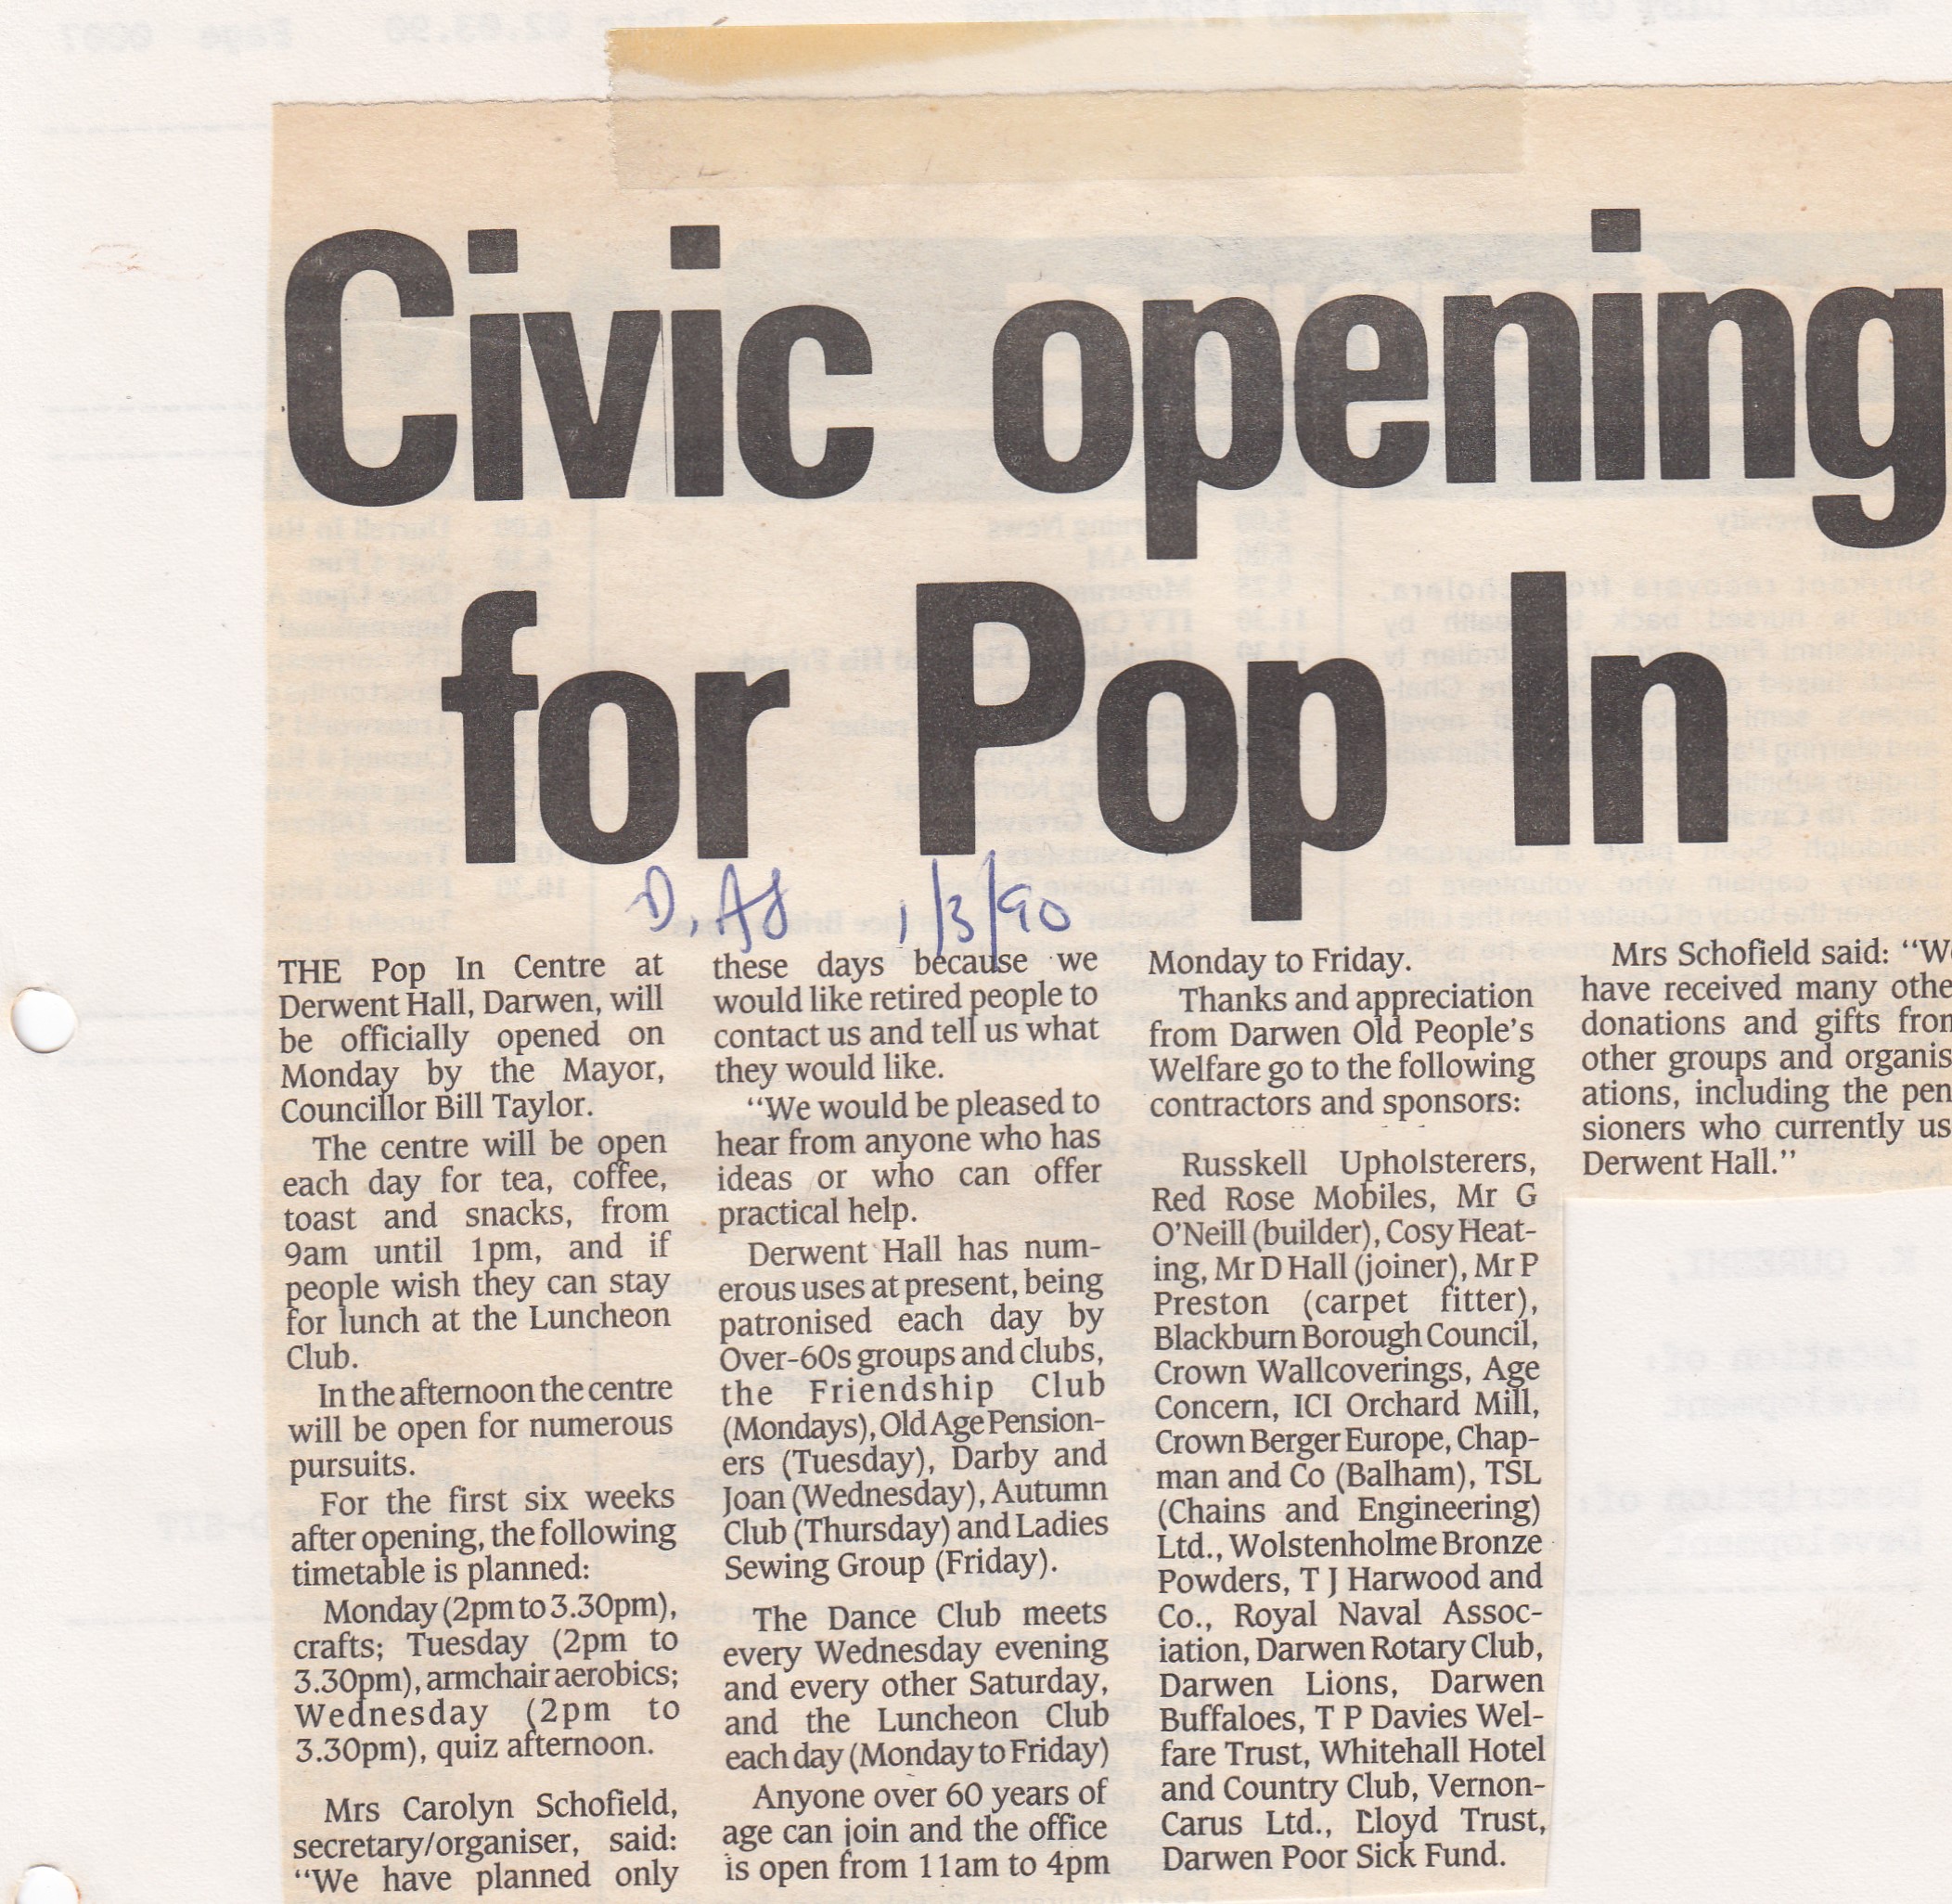 Civic opening
for Pop In
1/3/90
THE Pop In Centre at
Derwent Hall, Darwen, will
be officially opened on
Monday by the Mayor,
Councillor Bill Taylor.
The centre will be open
each day for tea, coffee,
toast and snacks, from
9am until 1pm, and if
people wish they can stay
for lunch at the Luncheon
Club.
In the afternoon the centre
will be open for numerous
pursuits.
For the first six weeks
after opening, the following
timetable is planned:
Monday (2pm to 3.30pm),
crafts; Tuesday (2pm to
3.30pm), armchair aerobics;
Wednesday (2pm to
3.30pm), quiz afternoon.
Mrs Carolyn Schofield,
secretary/organiser, said:
"We have planned only
these days because we
would like retired people to
contact us and tell us what
they would like.
"We would be pleased to
hear from anyone who has
ideas or who can offer
practical help.
Derwent Hall has num-
erous uses at present, being
patronised each day by
Over-60s groups and clubs,
the Friendship Club
(Mondays), Old Age Pension-
ers (Tuesday), Darby and
Joan (Wednesday), Autumn
Club (Thursday) and Ladies
Sewing Group (Friday).
The Dance Club meets
every Wednesday evening
and every other Saturday,
and the Luncheon Club
each day (Monday to Friday)
Anyone over 60 years of
age can join and the office
is open from 11am to 4pm
Monday to Friday.
Thanks and appreciation
from Darwen Old People's
Welfare go to the following
contractors and sponsors:
Russkell Upholsterers,
Red Rose Mobiles, Mr G
O'Neill (builder), Cosy Heat-
ing, Mr D Hall (joiner), Mr P
Preston (carpet fitter),
Blackburn Borough Council,
Crown Wallcoverings, Age
Concern, ICI Orchard Mill,
Crown Berger Europe, Chap-
man and Co (Balham), TSL
(Chains and Engineering)
Ltd., Wolstenholme Bronze
Powders, T J Harwood and
Co., Royal Naval Assoc-
iation, Darwen Rotary Club,
Darwen Lions, Darwen
Buffaloes, T P Davies Wel-
fare Trust, Whitehall Hotel
and Country Club, Vernon-
Carus Ltd., Lloyd Trust,
Darwen Poor Sick Fund.
Mrs Schofield said: "We
have received many othe
donations and gifts fron
other groups and organis
ations, including the pen
sioners who currently us
Derwent Hall."